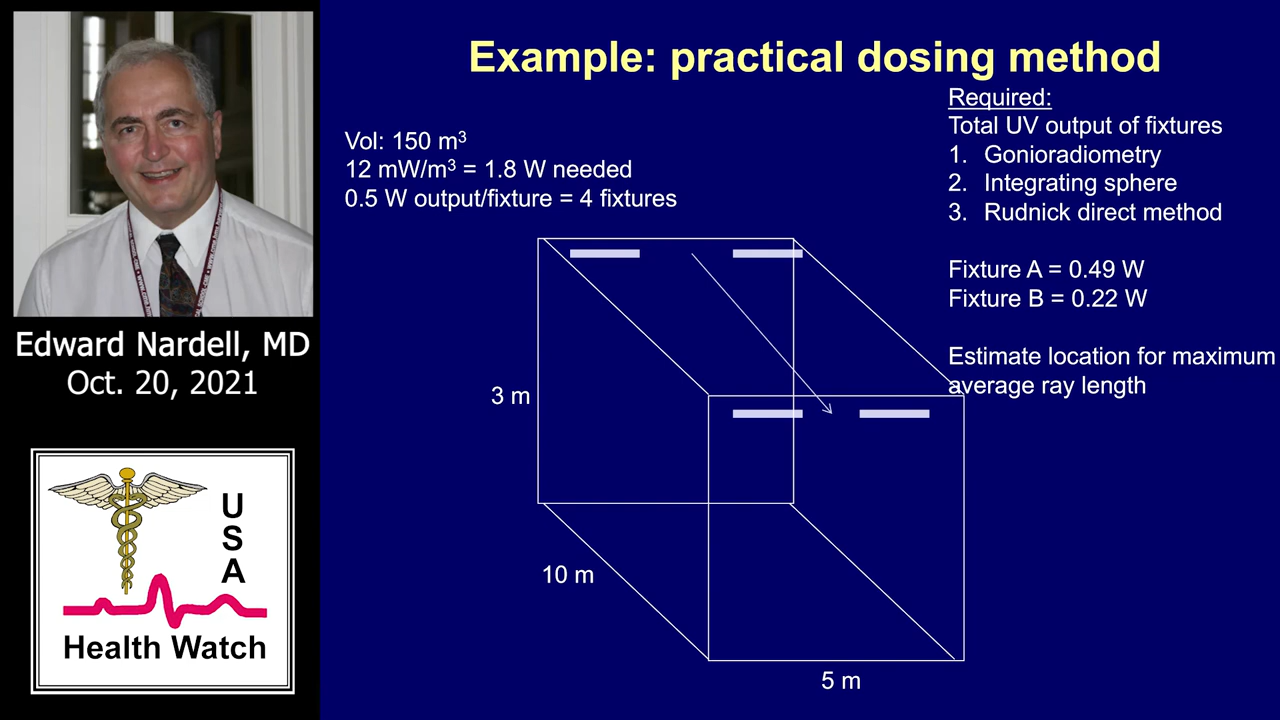 Example: practical dosing method
Vol: 150 m³
12 mW/m³ = 1.8 W needed
0.5 W output/fixture = 4 fixtures
Required:
Total UV output of fixtures
1. Gonioradiometry
2. Integrating sphere
3. Rudnick direct method
Fixture A = 0.49 W
Fixture B = 0.22 W
Estimate location for maximum
average ray length
3 m
10 m
5 m
Edward Nardell, MD
Oct. 20, 2021
USA
Health Watch